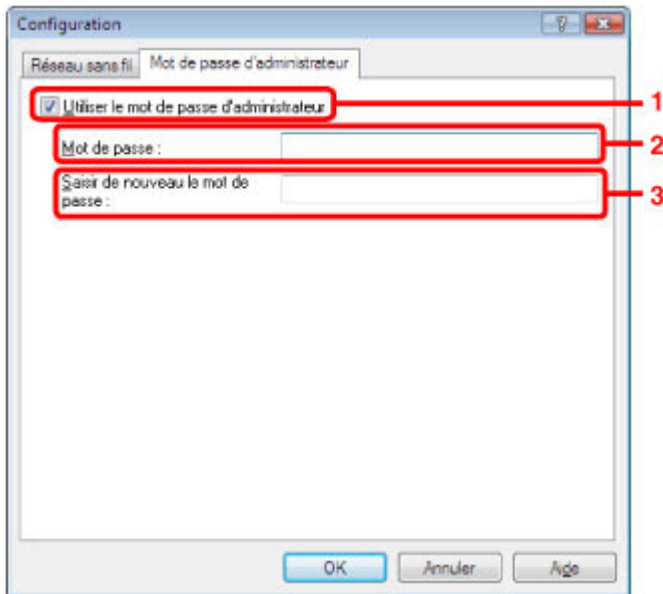 Configuration
Réseau sans fil
Mot de passe d'administrateur
Utiliser le mot de passe d'administrateur
1
Mot de passe :
2
Saisir de nouveau le mot de
passe :
3
OK
Annuler
Aide